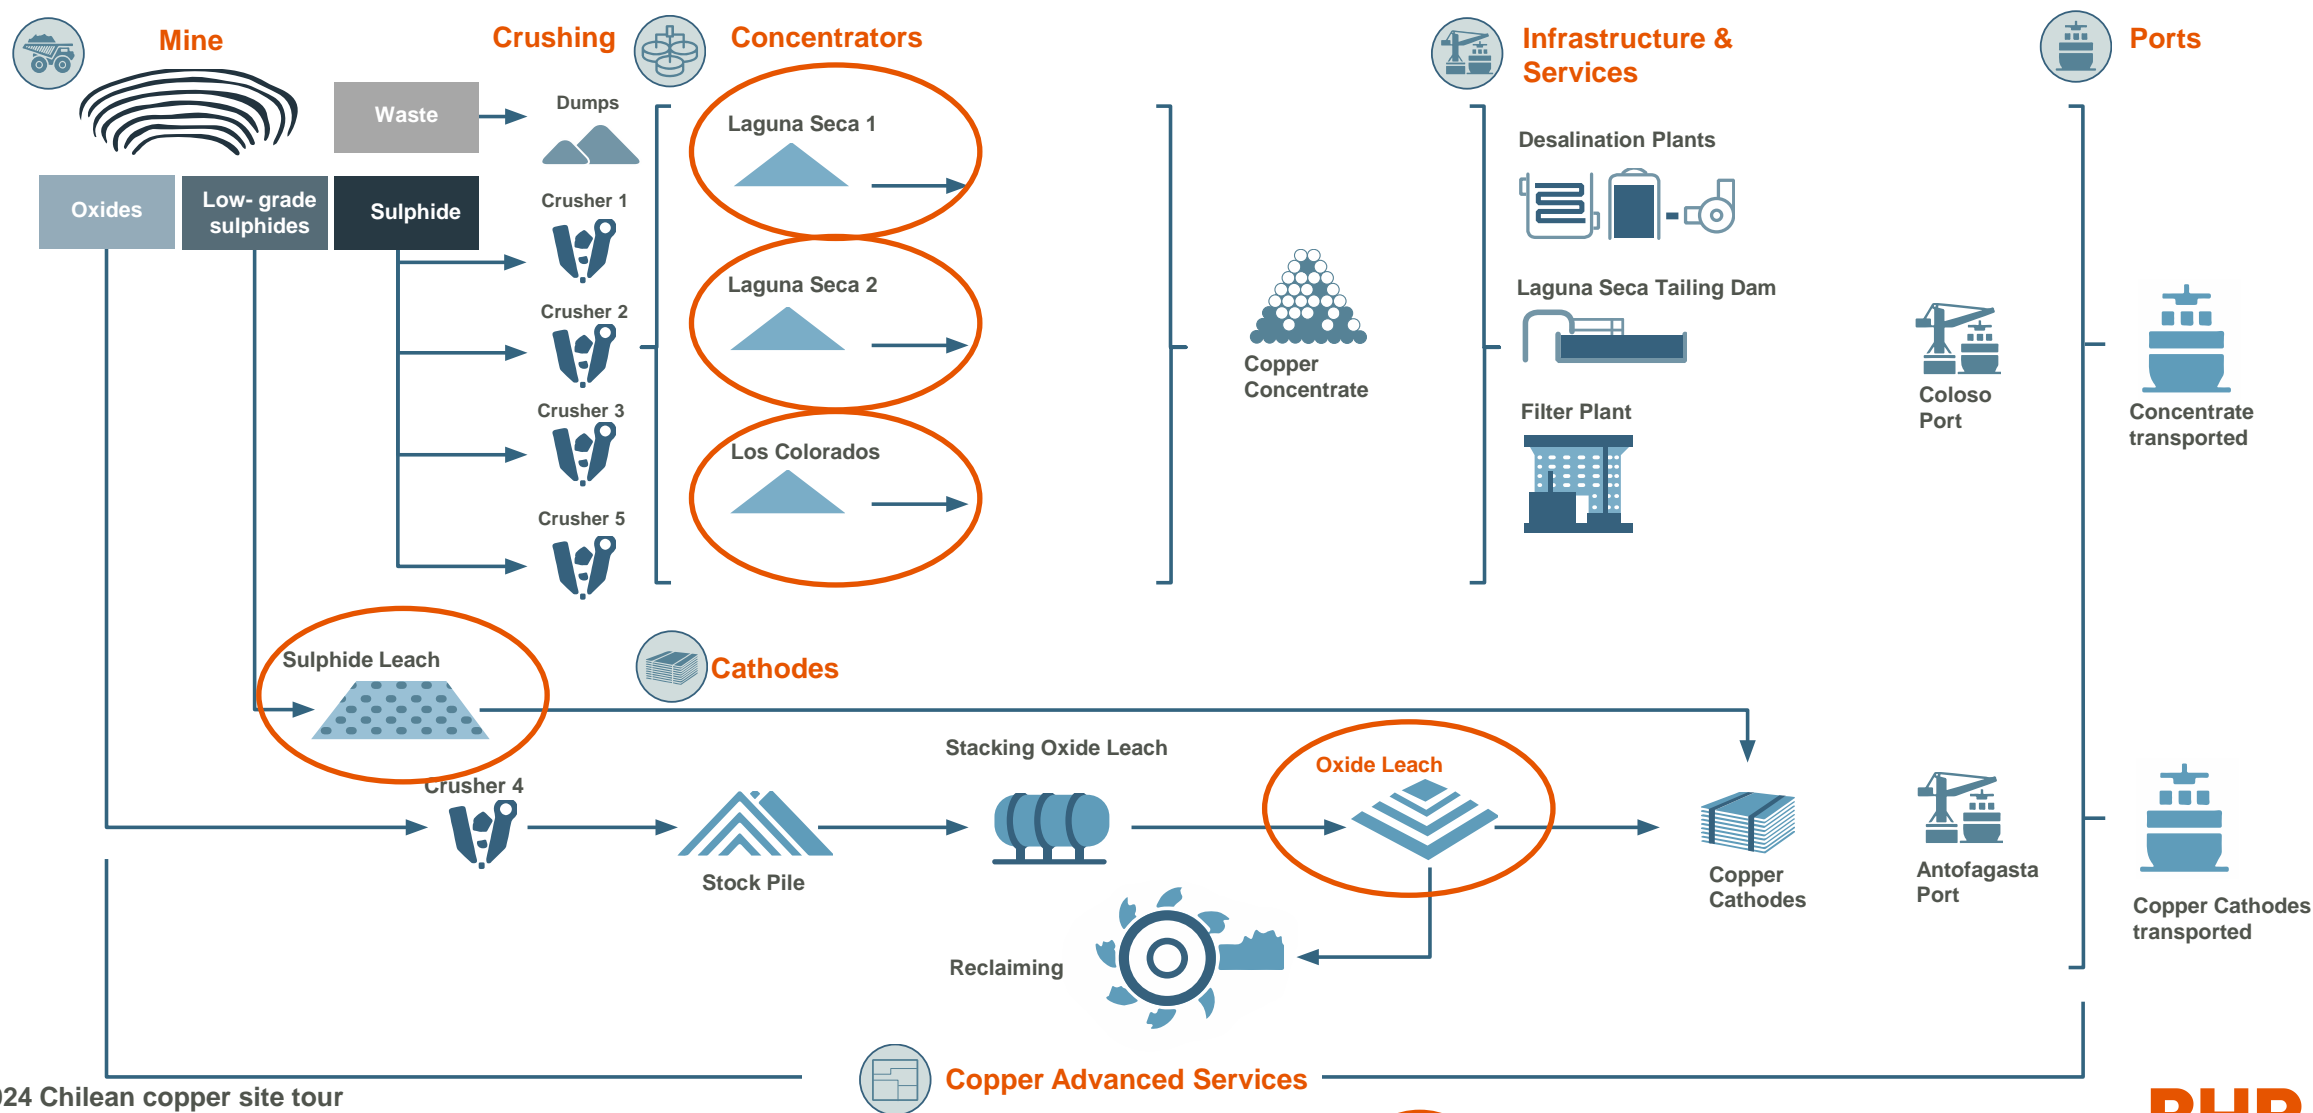 Mine
Crushing
Concentrators
Infrastructure &
Services
Ports
Waste
Dumps
Oxides
Low- grade
sulphides
Sulphide
Crusher 1
Crusher 2
Crusher 3
Crusher 5
Laguna Seca 1
Laguna Seca 2
Los Colorados
Copper
Concentrate
Desalination Plants
Laguna Seca Tailing Dam
Filter Plant
Coloso
Port
Concentrate
transported
Sulphide Leach
Cathodes
Crusher 4
Stock Pile
Stacking Oxide Leach
Oxide Leach
Reclaiming
Copper
Cathodes
Antofagasta
Port
Copper Cathodes
transported
Copper Advanced Services
24 Chilean copper site tour
BHP